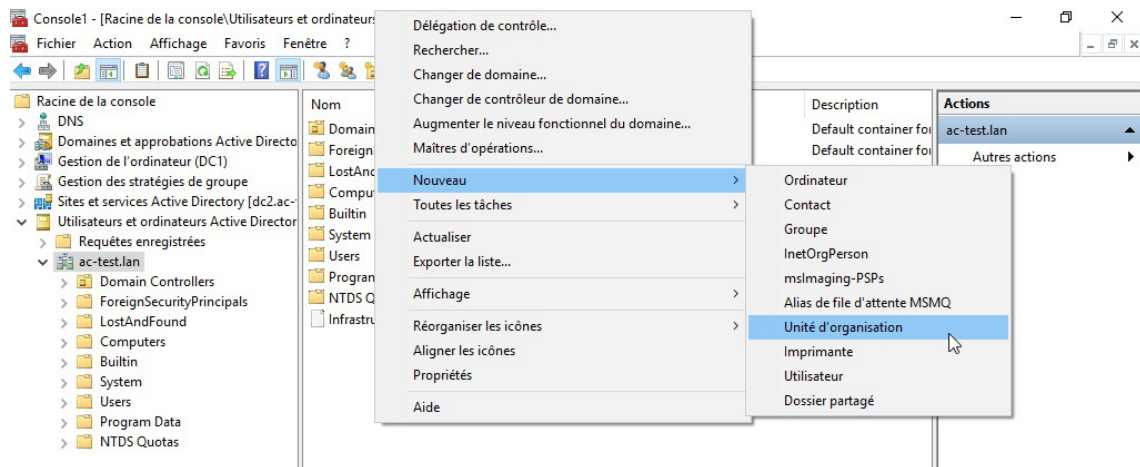 Console1 - [Racine de la console\Utilisateurs et ordinateurs
Fichier Action Affichage Favoris Fenêtre ?
Racine de la console
DNS
Domaines et approbations Active Directo
Gestion de l'ordinateur (DC1)
Gestion des stratégies de groupe
Sites et services Active Directory [dc2.ac-
Utilisateurs et ordinateurs Active Director
Requêtes enregistrées
ac-test.lan
Domain Controllers
ForeignSecurityPrincipals
LostAndFound
Computers
Builtin
System
Users
Program Data
NTDS Quotas
Nom
Domain
Foreign
LostAnd
Comput
Builtin
System
Users
Program
NTDS Q
Infrastru
Délégation de contrôle...
Rechercher...
Changer de domaine...
Changer de contrôleur de domaine...
Augmenter le niveau fonctionnel du domaine...
Maîtres d'opérations...
Nouveau
Toutes les tâches
Actualiser
Exporter la liste...
Affichage
Réorganiser les icônes
Aligner les icônes
Propriétés
Aide
Ordinateur
Contact
Groupe
InetOrgPerson
msImaging-PSPs
Alias de file d'attente MSMQ
Unité d'organisation
Imprimante
Utilisateur
Dossier partagé
Description
Default container for
Default container for
Actions
ac-test.lan
Autres actions